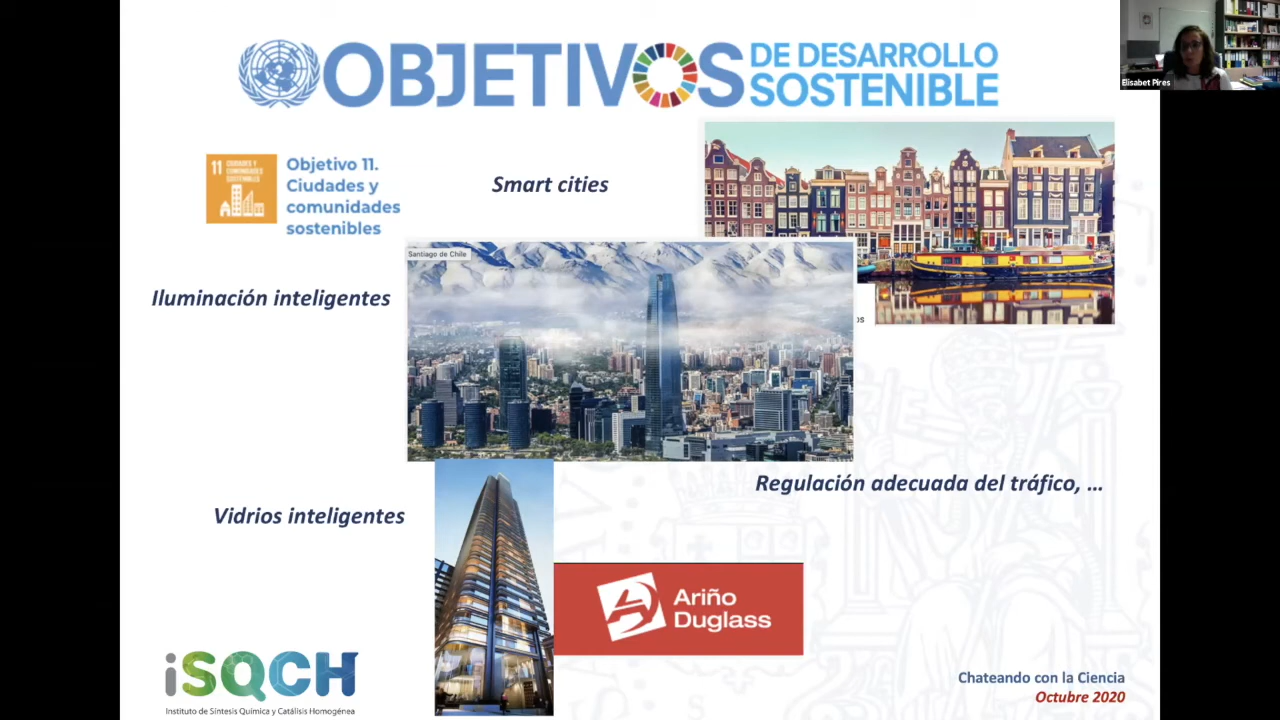 OBJETIVOS DE DESARROLLO
SOSTENIBLE
Elisabet Pires
11 CIUDADES Y
COMUNIDADES
SOSTENIBLES
Objetivo 11.
Ciudades y
comunidades
sostenibles
Smart cities
Santiago de Chile
Iluminación inteligentes
os
Regulación adecuada del tráfico, ...
Vidrios inteligentes
Ariño
Duglass
iSQCH
Instituto de Síntesis Química y Catálisis Homogénea
Chateando con la Ciencia
Octubre 2020